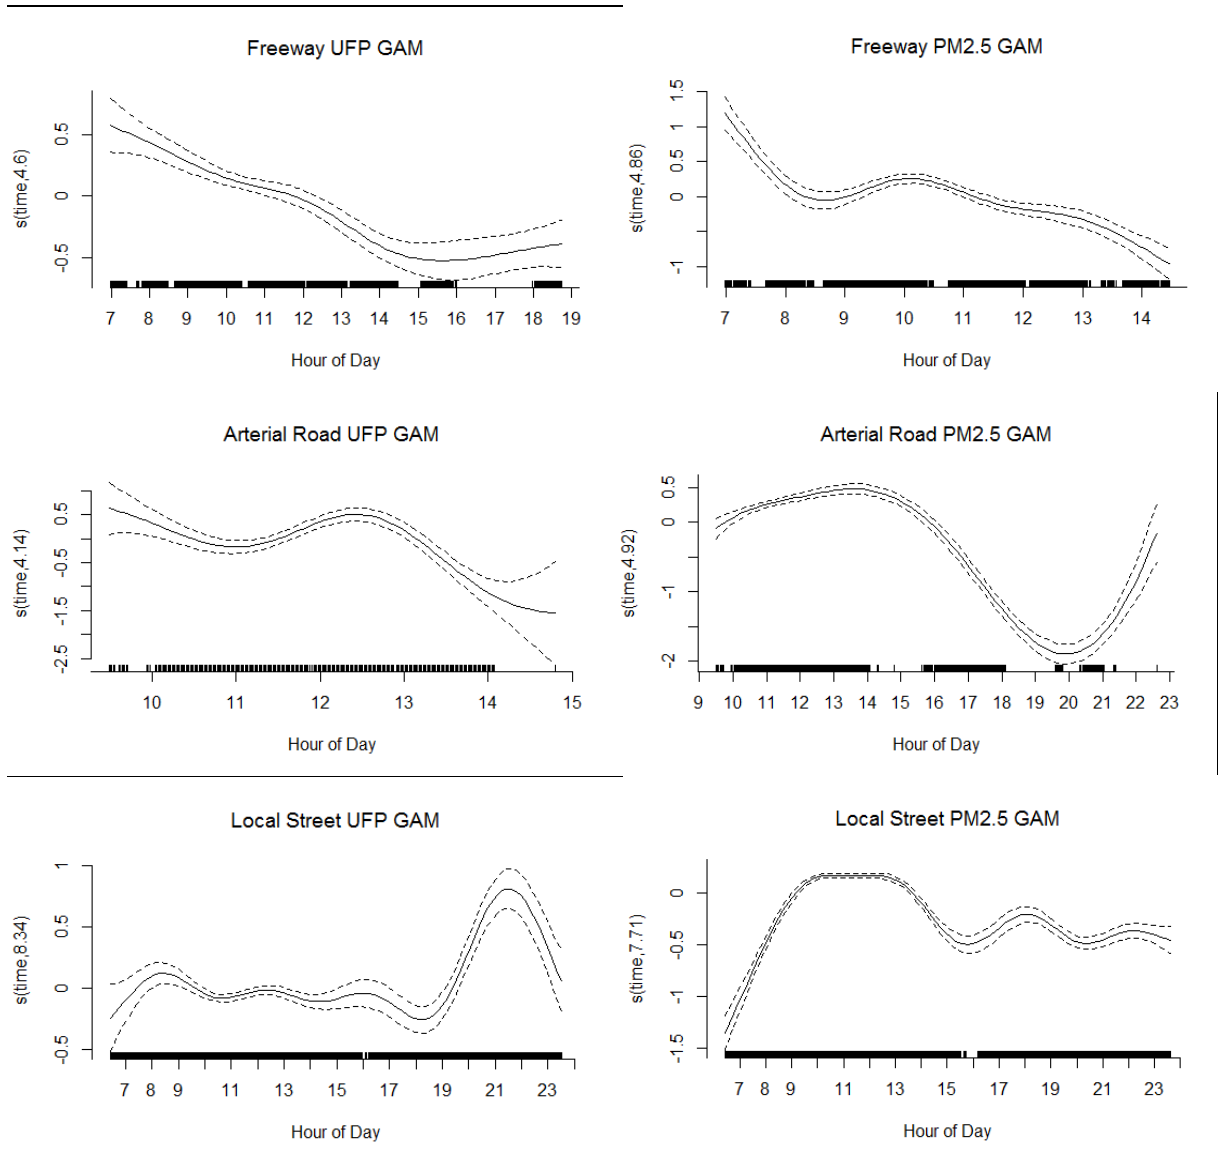 Freeway UFP GAM
s(time,4.6)
0.5
0
-0.5
7 8 9 10 11 12 13 14 15 16 17 18 19
Hour of Day
Freeway PM2.5 GAM
s(time,4.86)
1.5
1
0.5
0
-1
7 8 9 10 11 12 13 14
Hour of Day
Arterial Road UFP GAM
s(time,4.14)
0.5
-0.5
-1.5
-2.5
10 11 12 13 14 15
Hour of Day
Arterial Road PM2.5 GAM
s(time,4.92)
0.5
0
-1
-2
9 10 11 12 13 14 15 16 17 18 19 20 21 22 23
Hour of Day
Local Street UFP GAM
s(time,8.34)
1
0.5
0
-0.5
7 8 9 11 13 15 17 19 21 23
Hour of Day
Local Street PM2.5 GAM
s(time,7.71)
0
-0.5
-1
-1.5
7 8 9 11 13 15 17 19 21 23
Hour of Day